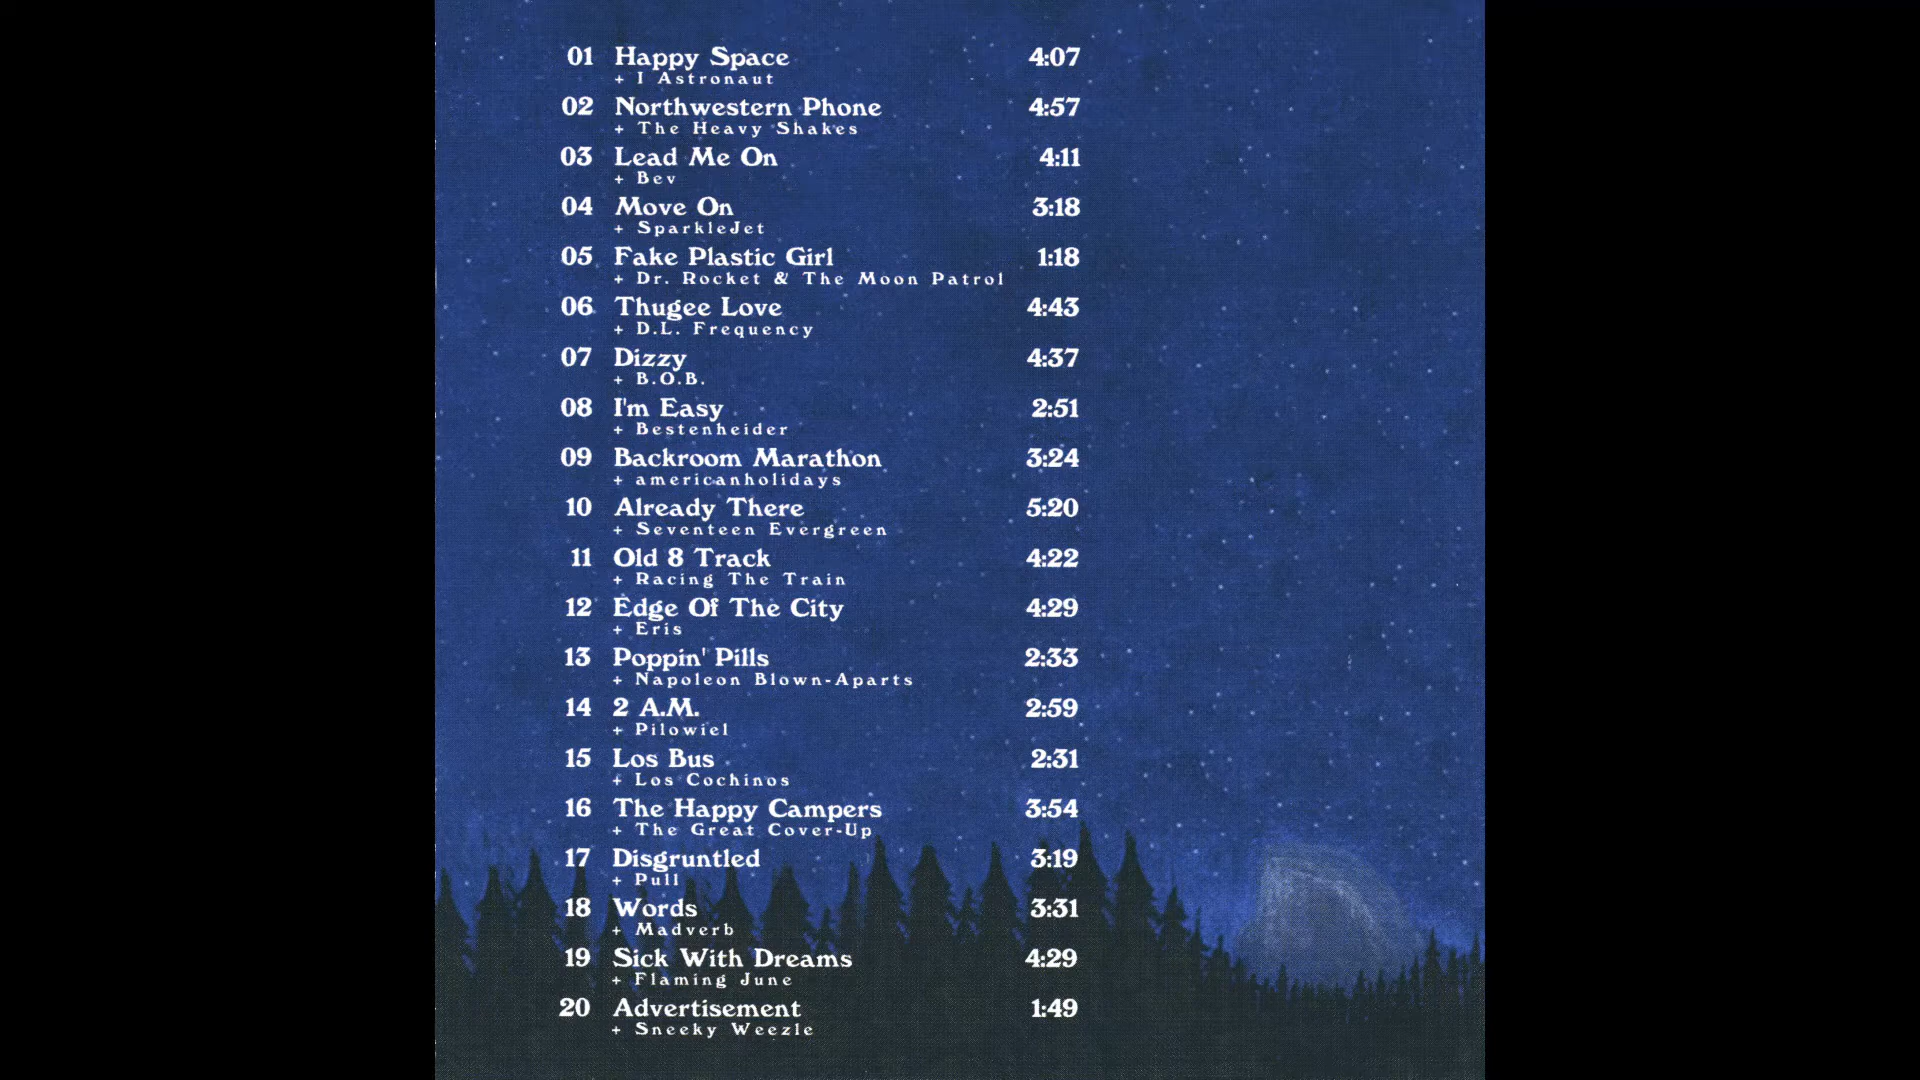 01 Happy Space 4:07
+ I Astronaut
02 Northwestern Phone 4:57
+ The Heavy Shakes
03 Lead Me On 4:11
+ Bev
04 Move On 3:18
+ SparkleJet
05 Fake Plastic Girl 1:18
+ Dr. Rocket & The Moon Patrol
06 Thugee Love 4:43
+ D.L. Frequency
07 Dizzy 4:37
+ B.O.B.
08 I'm Easy 2:51
+ Bestenheider
09 Backroom Marathon 3:24
+ americanholidays
10 Already There 5:20
+ Seventeen Evergreen
11 Old 8 Track 4:22
+ Racing The Train
12 Edge Of The City 4:29
+ Eris
13 Poppin' Pills 2:33
+ Napoleon Blown-Aparts
14 2 A.M. 2:59
+ Pilowiel
15 Los Bus 2:31
+ Los Cochinos
16 The Happy Campers 3:54
+ The Great Cover-Up
17 Disgruntled 3:19
+ Pull
18 Words 3:31
+ Madverb
19 Sick With Dreams 4:29
+ Flaming June
20 Advertisement 1:49
+ Sneeky Weezle